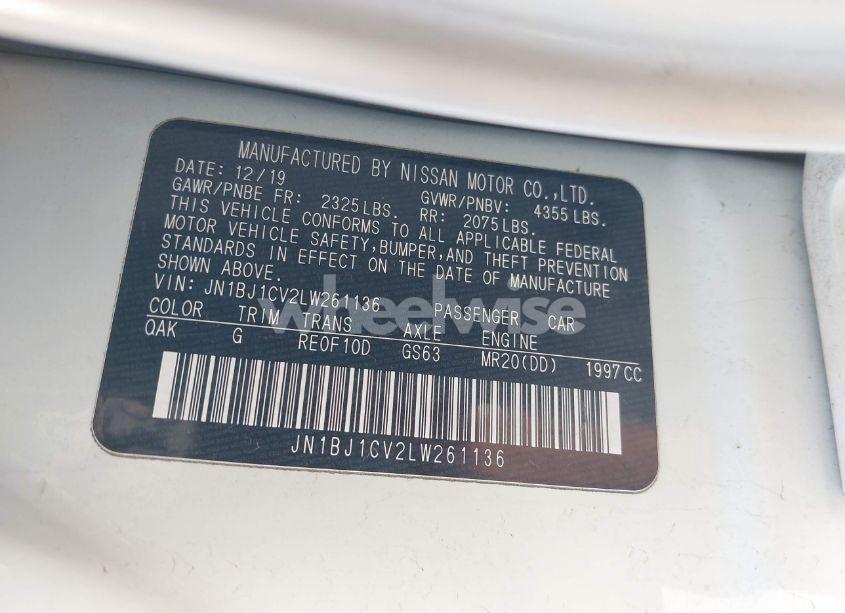 MANUFACTURED BY NISSAN MOTOR CO.,LTD.
DATE: 12/19 GVWR/PNBV: 4355 LBS.
GAWR/PNBE FR: 2325 LBS. RR: 2075 LBS.
THIS VEHICLE CONFORMS TO ALL APPLICABLE FEDERAL
MOTOR VEHICLE SAFETY, BUMPER, AND THEFT PREVENTION
STANDARDS IN EFFECT ON THE DATE OF MANUFACTURE
SHOWN ABOVE.
VIN: JN1BJ1CV2LW261136 PASSENGER CAR
COLOR TRIM TRANS AXLE ENGINE
QAK G RE0F10D GS63 MR20(DD) 1997 CC
JN1BJ1CV2LW261136
wheelwise